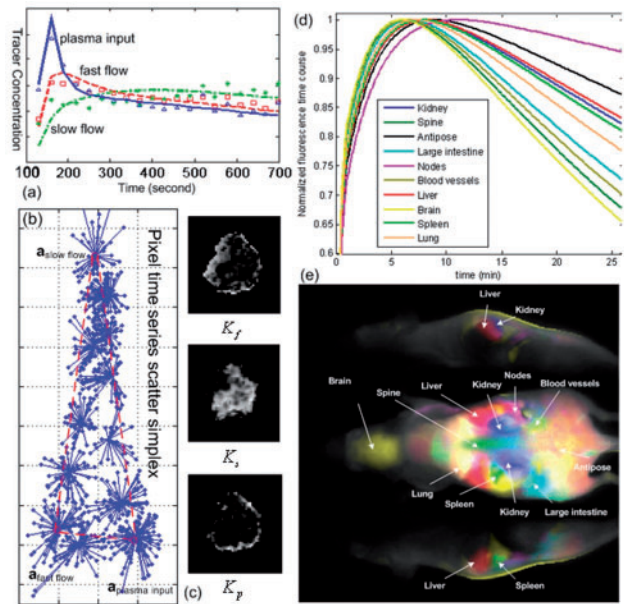 (a)
Tracer Concentration
plasma input
fast flow
slow flow
100 200 300 400 500 600 700
Time (second)
(b)
a slow flow
Pixel time series scatter simplex
a fast flow
a plasma input
(c)
K f
K s
K p
(d)
Normalized fluorescence time course
1
0.95
0.9
0.85
0.8
0.75
0.7
0.65
0.6
Kidney
Spine
Antipose
Large intestine
Nodes
Blood vessels
Liver
Brain
Spleen
Lung
0 5 10 15 20 25
time (min)
(e)
Liver
Kidney
Brain
Spine
Liver
Kidney
Nodes
Blood vessels
Antipose
Lung
Spleen
Kidney
Large intestine
Liver
Spleen